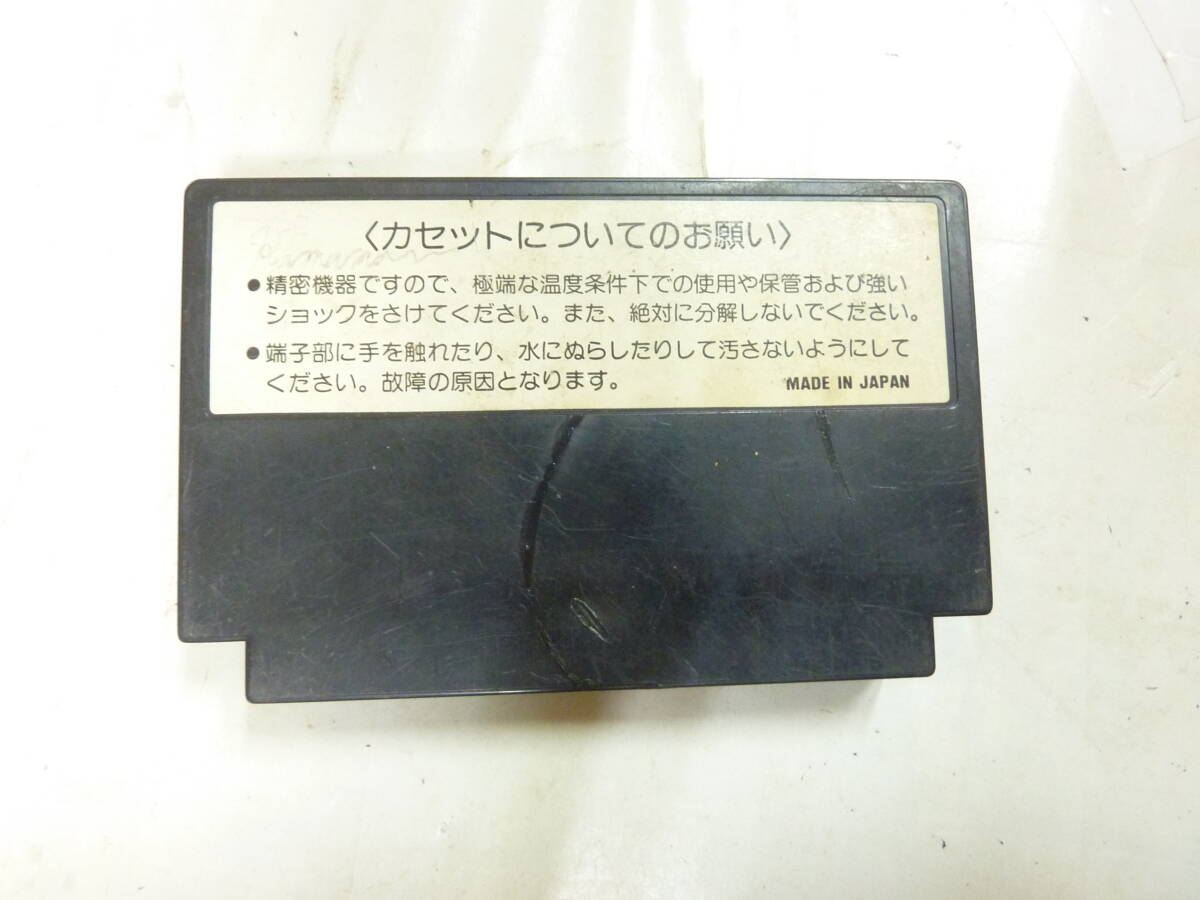 〈カセットについてのお願い〉
●精密機器ですので、極端な温度条件下での使用や保管および強い
ショックをさけてください。また、絶対に分解しないでください。
●端子部に手を触れたり、水にぬらしたりして汚さないようにして
ください。故障の原因となります。
MADE IN JAPAN